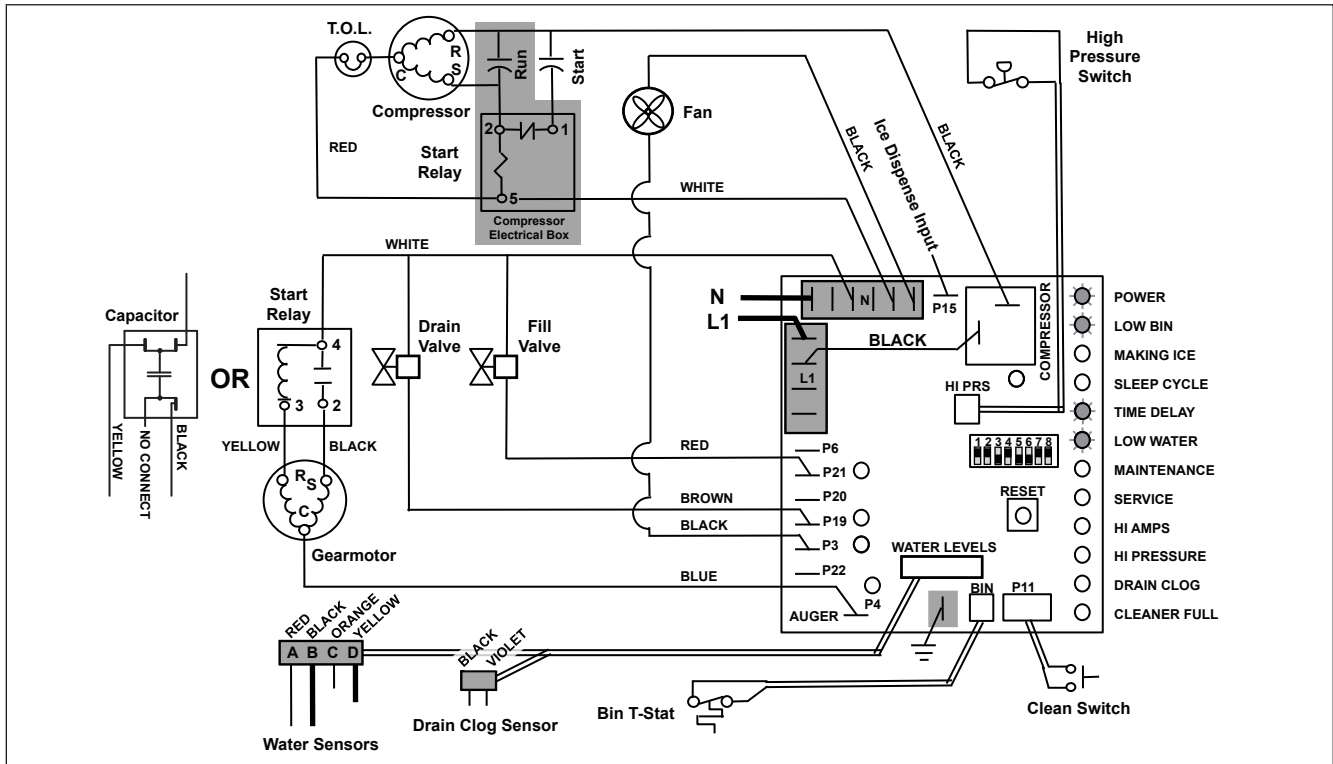 T.O.L.
R
S
C
Compressor
Run
Start
2
1
5
Start
Relay
Compressor
Electrical Box
RED
WHITE
Fan
BLACK
Ice Dispense Input
BLACK
High
Pressure
Switch
WHITE
Capacitor
YELLOW
NO CONNECT
BLACK
OR
Start
Relay
4
3
2
YELLOW
BLACK
R
S
C
Gearmotor
Drain
Valve
Fill
Valve
N
L1
N
P15
BLACK
L1
COMPRESSOR
HI PRS
1 2 3 4 5 6 7 8
RESET
RED
BROWN
BLACK
BLUE
P6
P21
P20
P19
P3
P22
P4
AUGER
WATER LEVELS
BIN
P11
POWER
LOW BIN
MAKING ICE
SLEEP CYCLE
TIME DELAY
LOW WATER
MAINTENANCE
SERVICE
HI AMPS
HI PRESSURE
DRAIN CLOG
CLEANER FULL
RED
BLACK
ORANGE
YELLOW
A B C D
Water Sensors
BLACK
VIOLET
Drain Clog Sensor
Bin T-Stat
Clean Switch